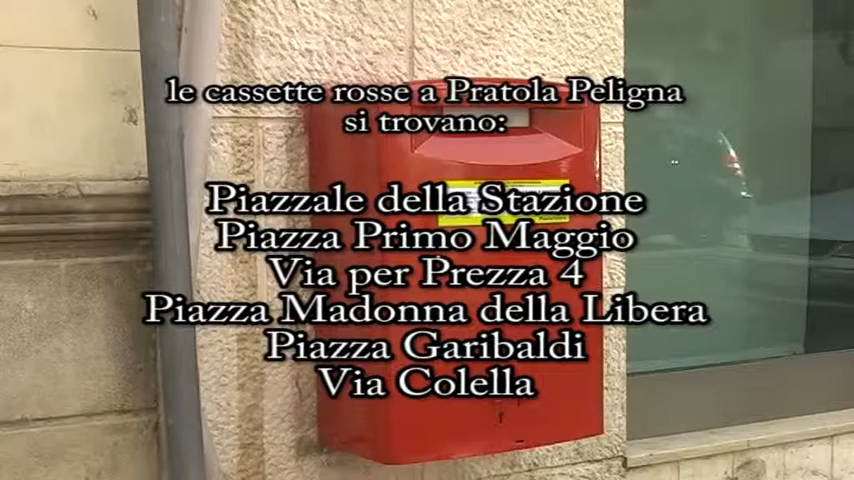 le cassette rosse a Pratola Peligna
si trovano:
Piazzale della Stazione
Piazza Primo Maggio
Via per Prezza 4
Piazza Madonna della Libera
Piazza Garibaldi
Via Colella